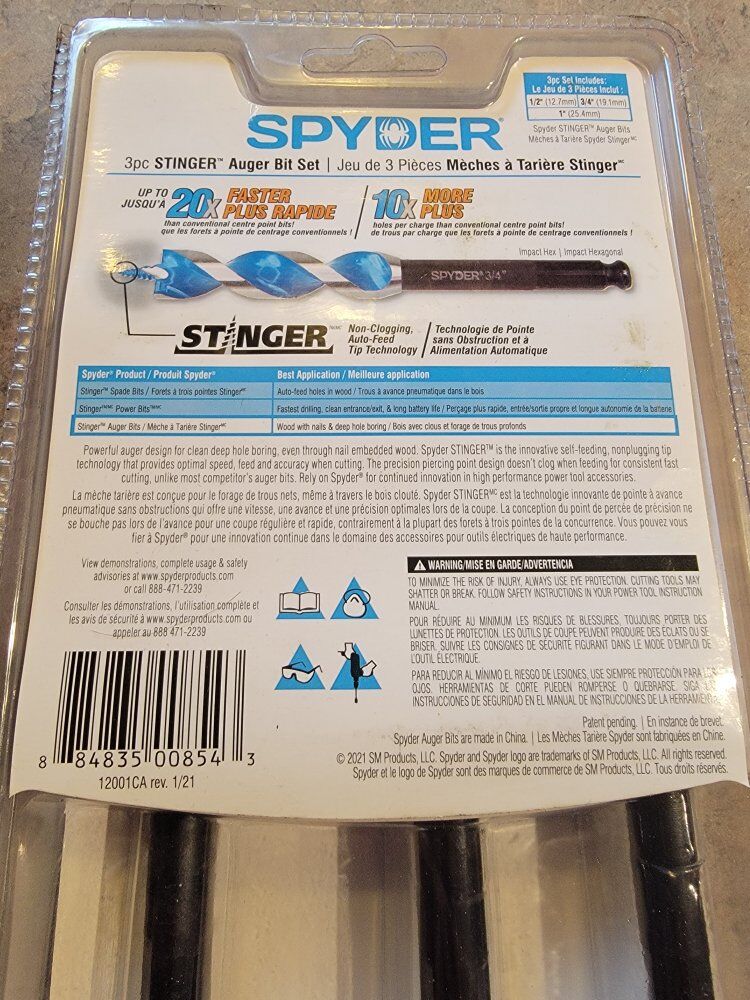 3pc Set Includes:
Le Jeu de 3 Pièces Inclut :
1/2" (12.7mm) 3/4" (19.1mm)
1" (25.4mm)
Spyder STINGER™ Auger Bits
Mèches à Tarière Spyder Stinger MC
SPYDER®
3pc STINGER™ Auger Bit Set | Jeu de 3 Pièces Mèches à Tarière Stinger MC
UP TO
JUSQU'À
20X FASTER
PLUS RAPIDE
than conventional centre point bits!
que les forets à pointe de centrage conventionnels !
10X MORE
PLUS
holes per charge than conventional centre point bits!
de trous par charge que les forets à pointe de centrage conventionnels !
Impact Hex | Impact Hexagonal
SPYDER® 3/4"
STINGER™/MC
Non-Clogging,
Auto-Feed
Tip Technology
Technologie de Pointe
sans Obstruction et à
Alimentation Automatique
Spyder® Product / Produit Spyder® Best Application / Meilleure application
Stinger™ Spade Bits / Forets à trois pointes Stinger MC Auto-feed holes in wood / Trous à avance pneumatique dans le bois
Stinger™/MC Power Bits™/MC Fastest drilling, clean entrance/exit, & long battery life / Perçage plus rapide, entrée/sortie propre et longue autonomie de la batterie
Stinger™ Auger Bits / Mèche à Tarière Stinger MC Wood with nails & deep hole boring / Bois avec clous et forage de trous profonds
Powerful auger design for clean deep hole boring, even through nail embedded wood. Spyder STINGER™ is the innovative self-feeding, nonplugging tip
technology that provides optimal speed, feed and accuracy when cutting. The precision piercing point design doesn't clog when feeding for consistent fast
cutting, unlike most competitor's auger bits. Rely on Spyder® for continued innovation in high performance power tool accessories.
La mèche tarière est conçue pour le forage de trous nets, même à travers le bois clouté. Spyder STINGER MC est la technologie innovante de pointe à avance
pneumatique sans obstructions qui offre une vitesse, une avance et une précision optimales lors de la coupe. La conception du point de percée de précision ne
se bouche pas lors de l'avance pour une coupe régulière et rapide, contrairement à la plupart des forets à trois pointes de la concurrence. Vous pouvez vous
fier à Spyder® pour une innovation continue dans le domaine des accessoires pour outils électriques de haute performance.
View demonstrations, complete usage & safety
advisories at www.spyderproducts.com
or call 888-471-2239
Consulter les démonstrations, l'utilisation complète et
les avis de sécurité à www.spyderproducts.com ou
appeler au 888 471-2239
WARNING/MISE EN GARDE/ADVERTENCIA
TO MINIMIZE THE RISK OF INJURY, ALWAYS USE EYE PROTECTION. CUTTING TOOLS MAY
SHATTER OR BREAK. FOLLOW SAFETY INSTRUCTIONS IN YOUR POWER TOOL INSTRUCTION
MANUAL.
POUR RÉDUIRE AU MINIMUM LES RISQUES DE BLESSURES, TOUJOURS PORTER DES
LUNETTES DE PROTECTION. LES OUTILS DE COUPE PEUVENT PRODUIRE DES ÉCLATS OU SE
BRISER. SUIVRE LES CONSIGNES DE SÉCURITÉ FIGURANT DANS LE MODE D'EMPLOI DE
L'OUTIL ÉLECTRIQUE.
PARA REDUCIR AL MÍNIMO EL RIESGO DE LESIONES, USE SIEMPRE PROTECCIÓN PARA LOS
OJOS. HERRAMIENTAS DE CORTE PUEDEN ROMPERSE O QUEBRARSE. SIGA LAS
INSTRUCCIONES DE SEGURIDAD EN EL MANUAL DE INSTRUCCIONES DE LA HERRAMIENTA.
Patent pending. | En instance de brevet.
Spyder Auger Bits are made in China. | Les Mèches Tarière Spyder sont fabriquées en Chine.
© 2021 SM Products, LLC. Spyder and Spyder logo are trademarks of SM Products, LLC. All rights reserved.
Spyder et le logo de Spyder sont des marques de commerce de SM Products, LLC. Tous droits réservés.
8 84835 00854 3
12001CA rev. 1/21